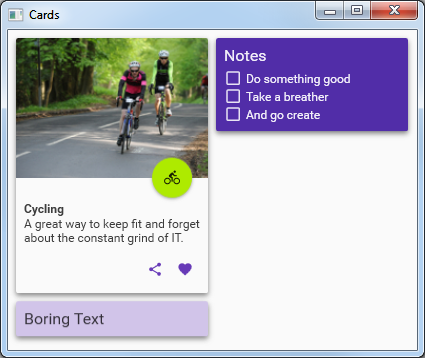 Cards
Cycling
A great way to keep fit and forget
about the constant grind of IT.
Boring Text
Notes
Do something good
Take a breather
And go create